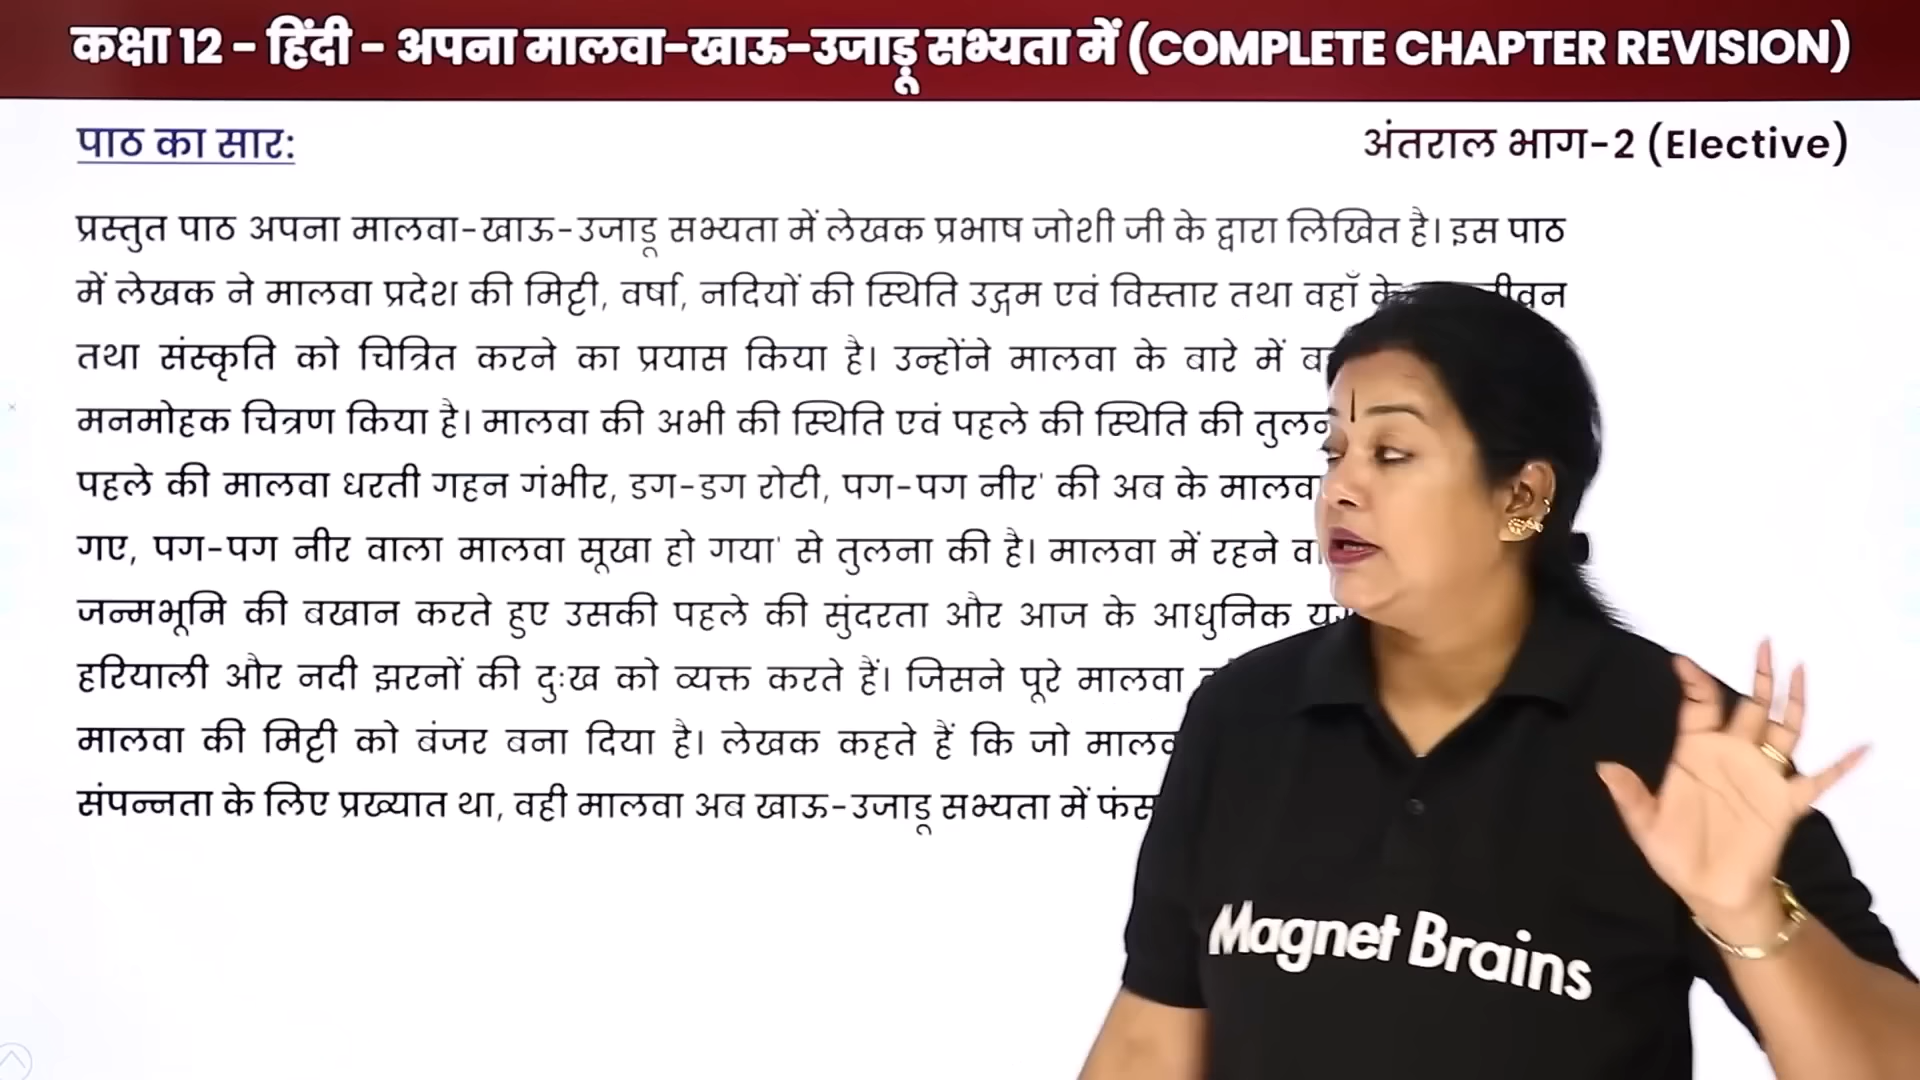 कक्षा 12 - हिंदी - अपना मालवा-खाऊ-उजाड़ू सभ्यता में (COMPLETE CHAPTER REVISION)
पाठ का सार:
अंतराल भाग-2 (Elective)
प्रस्तुत पाठ अपना मालवा-खाऊ-उजाडू सभ्यता में लेखक प्रभाष जोशी जी के द्वारा लिखित है। इस पाठ
में लेखक ने मालवा प्रदेश की मिट्टी, वर्षा, नदियों की स्थिति उद्गम एवं विस्तार तथा वहाँ के
तथा संस्कृति को चित्रित करने का प्रयास किया है। उन्होंने मालवा के बारे में
मनमोहक चित्रण किया है। मालवा की अभी की स्थिति एवं पहले की स्थिति की
पहले की मालवा धरती गहन गंभीर, डग-डग रोटी, पग-पग नीर' की अब के मालवा
गए, पग-पग नीर वाला मालवा सूखा हो गया' से तुलना की है। मालवा में रहने
जन्मभूमि की बखान करते हुए उसकी पहले की सुंदरता और आज के आधुनिक
हरियाली और नदी झरनों की दुःख को व्यक्त करते हैं। जिसने पूरे मालवा
मालवा की मिट्टी को बंजर बना दिया है। लेखक कहते हैं कि जो मालवा
संपन्नता के लिए प्रख्यात था, वही मालवा अब खाऊ-उजाडू सभ्यता में
Magnet Brains